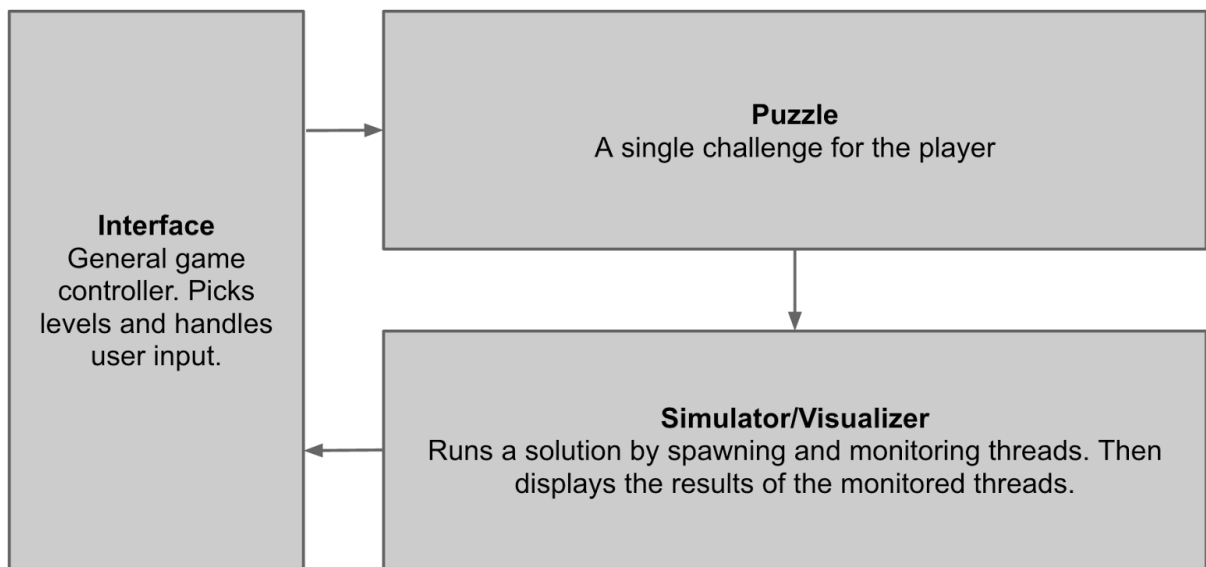 Puzzle
A single challenge for the player
Interface
General game
controller. Picks
levels and handles
user input.
Simulator/Visualizer
Runs a solution by spawning and monitoring threads. Then
displays the results of the monitored threads.